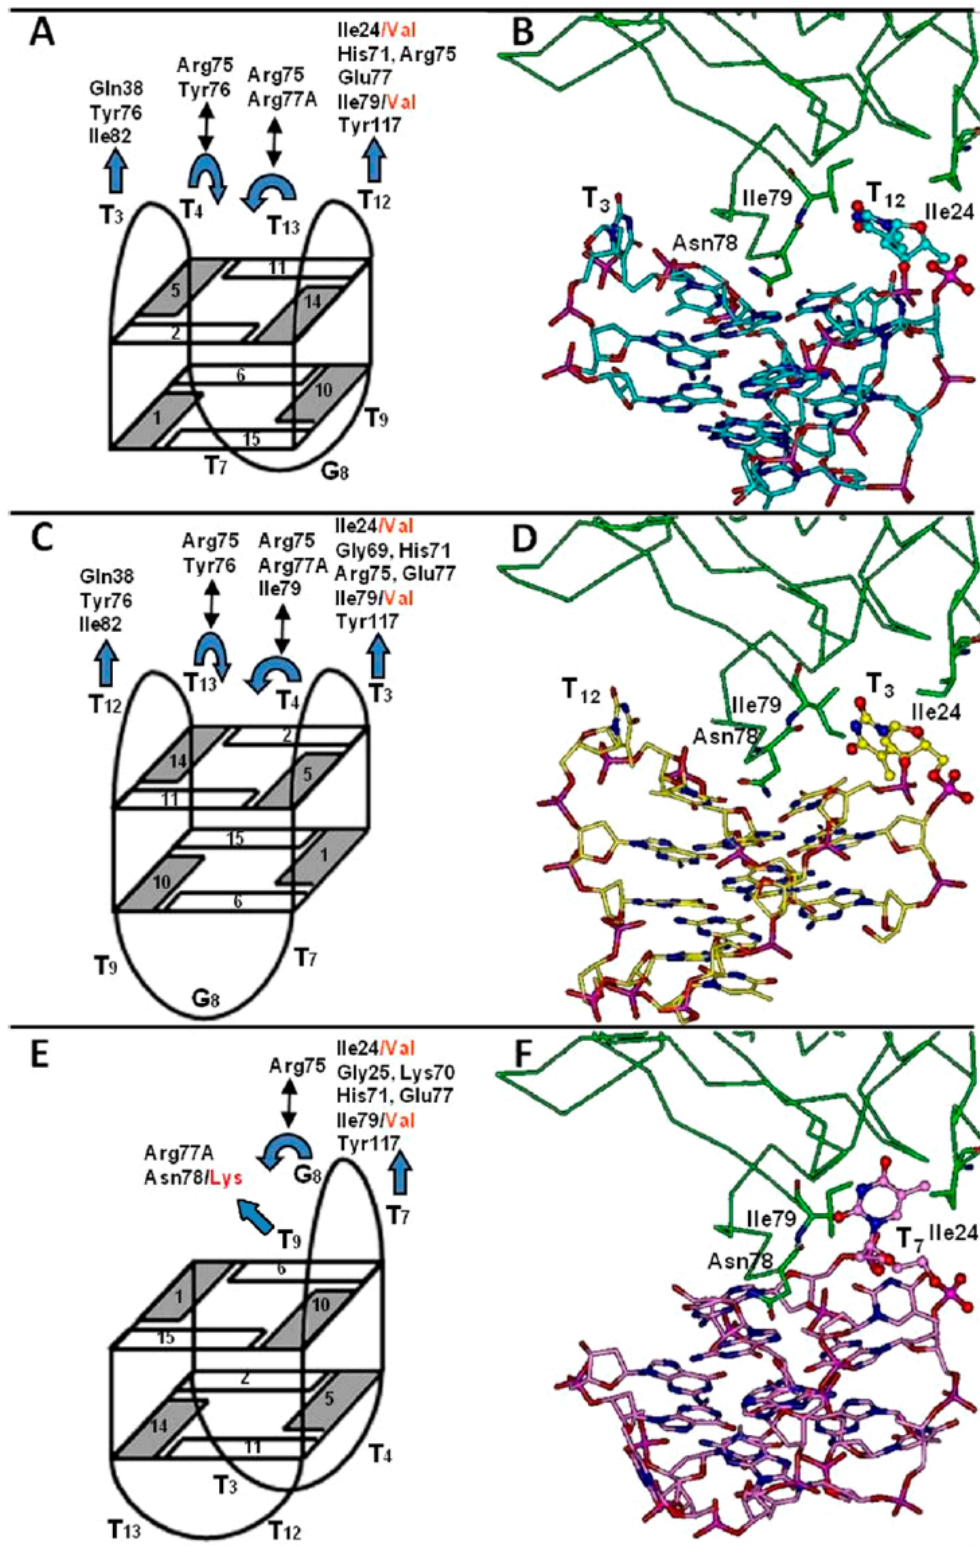 A
Gln38
Tyr76
Ile82
Arg75
Tyr76
Arg75
Arg77A
Ile24/Val
His71, Arg75
Glu77
Ile79/Val
Tyr117
T3
T4
T13
T12
11
5
14
2
6
10
1
15
T9
T7
G8
B
T3
Ile79
T12
Ile24
Asn78
C
Gln38
Tyr76
Ile82
Arg75
Tyr76
Arg75
Arg77A
Ile79
Ile24/Val
Gly69, His71
Arg75, Glu77
Ile79/Val
Tyr117
T12
T13
T4
T3
2
14
5
11
15
1
10
6
T9
T7
G8
D
T12
Ile79
T3
Ile24
Asn78
E
Arg75
Ile24/Val
Gly25, Lys70
His71, Glu77
Ile79/Val
Tyr117
Arg77A
Asn78/Lys
G8
T9
T7
6
1
10
15
2
5
14
11
T3
T4
T13
T12
F
Ile79
T7
Ile24
Asn78